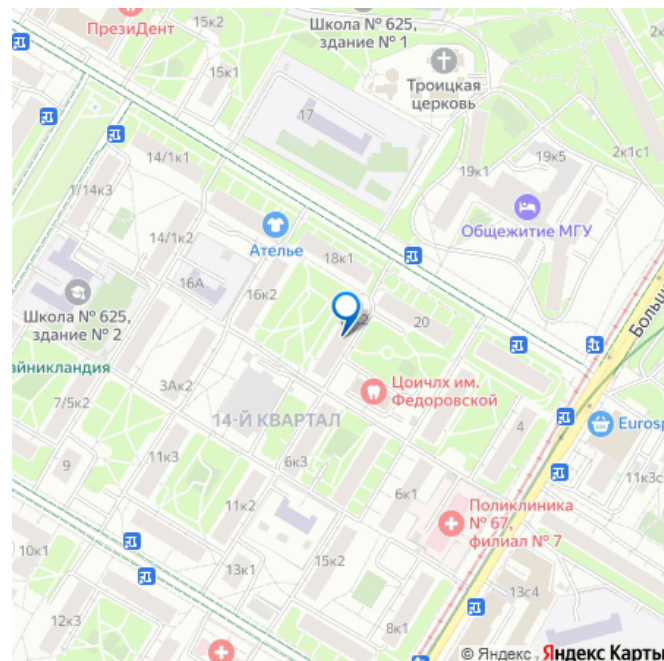 15к2
Школа № 625,
здание № 1
ПрезиДент
15к1
Троицкая
церковь
17
2к1с1
19к5
19к1
14/1к1
1/14к3
Общежитие МГУ
14/1к2
Ателье
18к1
16А
16к2
Школа № 625,
здание № 2
20
айникландия
Цоичлх им.
Федоровской
3Ак2
7/5к2
14-Й КВАРТАЛ
4
Eurosp
11к3
6к3
9
6к1
11к3с
11к2
Поликлиника
№ 67,
филиал № 7
10к1
15к2
13к1
13с4
12к3
8к1
© Яндекс Яндекс Карты